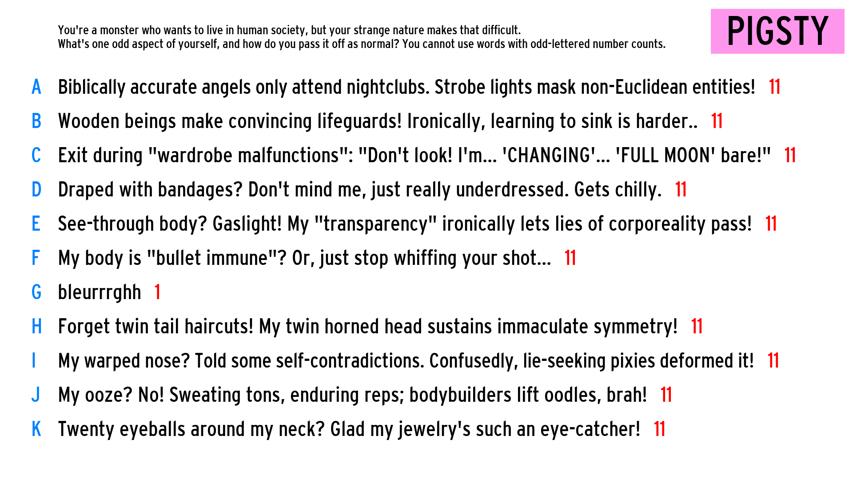 You're a monster who wants to live in human society, but your strange nature makes that difficult.
What's one odd aspect of yourself, and how do you pass it off as normal? You cannot use words with odd-lettered number counts.
PIGSTY
A Biblically accurate angels only attend nightclubs. Strobe lights mask non-Euclidean entities! 11
B Wooden beings make convincing lifeguards! Ironically, learning to sink is harder.. 11
C Exit during "wardrobe malfunctions": "Don't look! I'm... 'CHANGING'... 'FULL MOON' bare!" 11
D Draped with bandages? Don't mind me, just really underdressed. Gets chilly. 11
E See-through body? Gaslight! My "transparency" ironically lets lies of corporeality pass! 11
F My body is "bullet immune"? Or, just stop whiffing your shot... 11
G bleurrrghh 1
H Forget twin tail haircuts! My twin horned head sustains immaculate symmetry! 11
I My warped nose? Told some self-contradictions. Confusedly, lie-seeking pixies deformed it! 11
J My ooze? No! Sweating tons, enduring reps; bodybuilders lift oodles, brah! 11
K Twenty eyeballs around my neck? Glad my jewelry's such an eye-catcher! 11